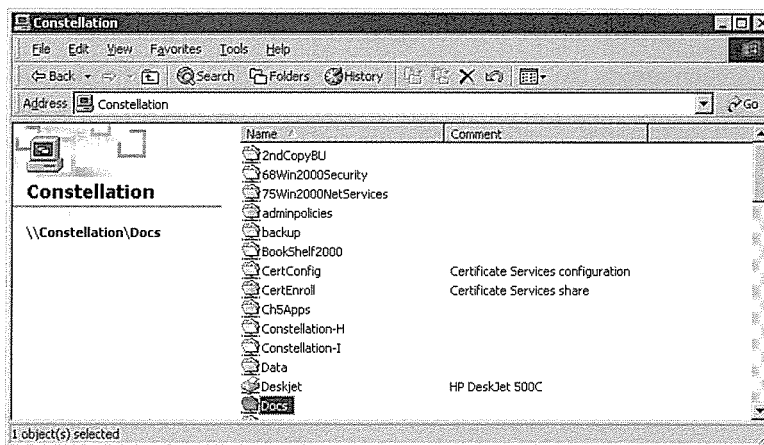 Constellation
File Edit View Favorites Tools Help
Back Search Folders History
Address Constellation Go
Name Comment
Constellation
\\Constellation\Docs
2ndCopyBU
68Win2000Security
75Win2000NetServices
adminpolicies
backup
BookShelf2000
CertConfig Certificate Services configuration
CertEnroll Certificate Services share
Ch5Apps
Constellation-H
Constellation-I
Data
Deskjet HP DeskJet 500C
Docs
1 object(s) selected